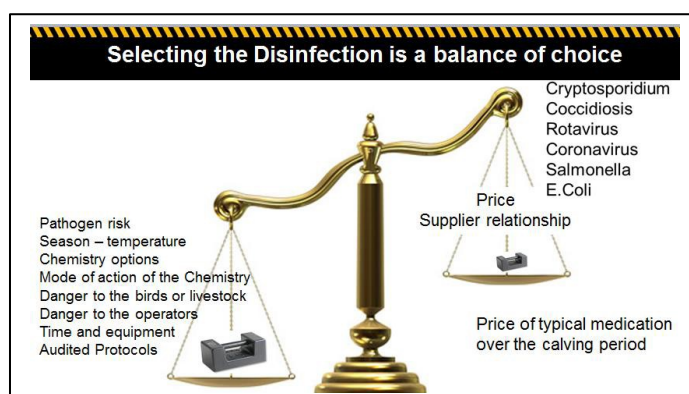 Selecting the Disinfection is a balance of choice
Cryptosporidium
Coccidiosis
Rotavirus
Coronavirus
Salmonella
E.Coli
Price
Supplier relationship
Pathogen risk
Season – temperature
Chemistry options
Mode of action of the Chemistry
Danger to the birds or livestock
Danger to the operators
Time and equipment
Audited Protocols
Price of typical medication
over the calving period